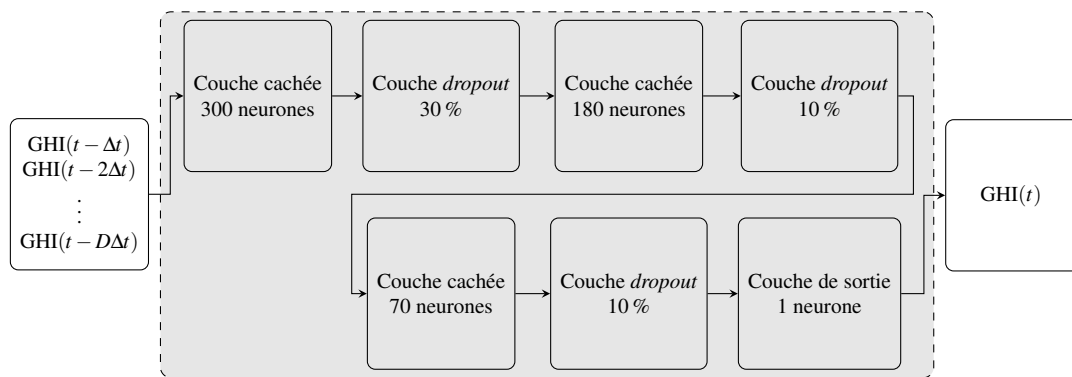 GHI(t − Δt)
GHI(t − 2Δt)
⋮
GHI(t − DΔt)
Couche cachée
300 neurones
Couche dropout
30 %
Couche cachée
180 neurones
Couche dropout
10 %
Couche cachée
70 neurones
Couche dropout
10 %
Couche de sortie
1 neurone
GHI(t)